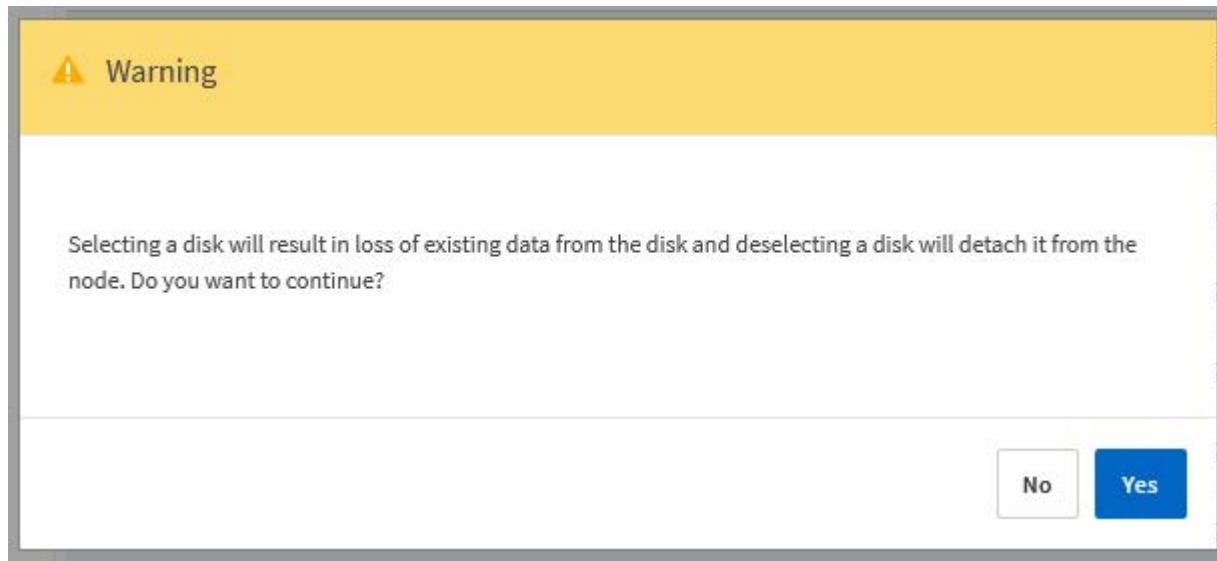 Warning
Selecting a disk will result in loss of existing data from the disk and deselecting a disk will detach it from the
node. Do you want to continue?
No
Yes